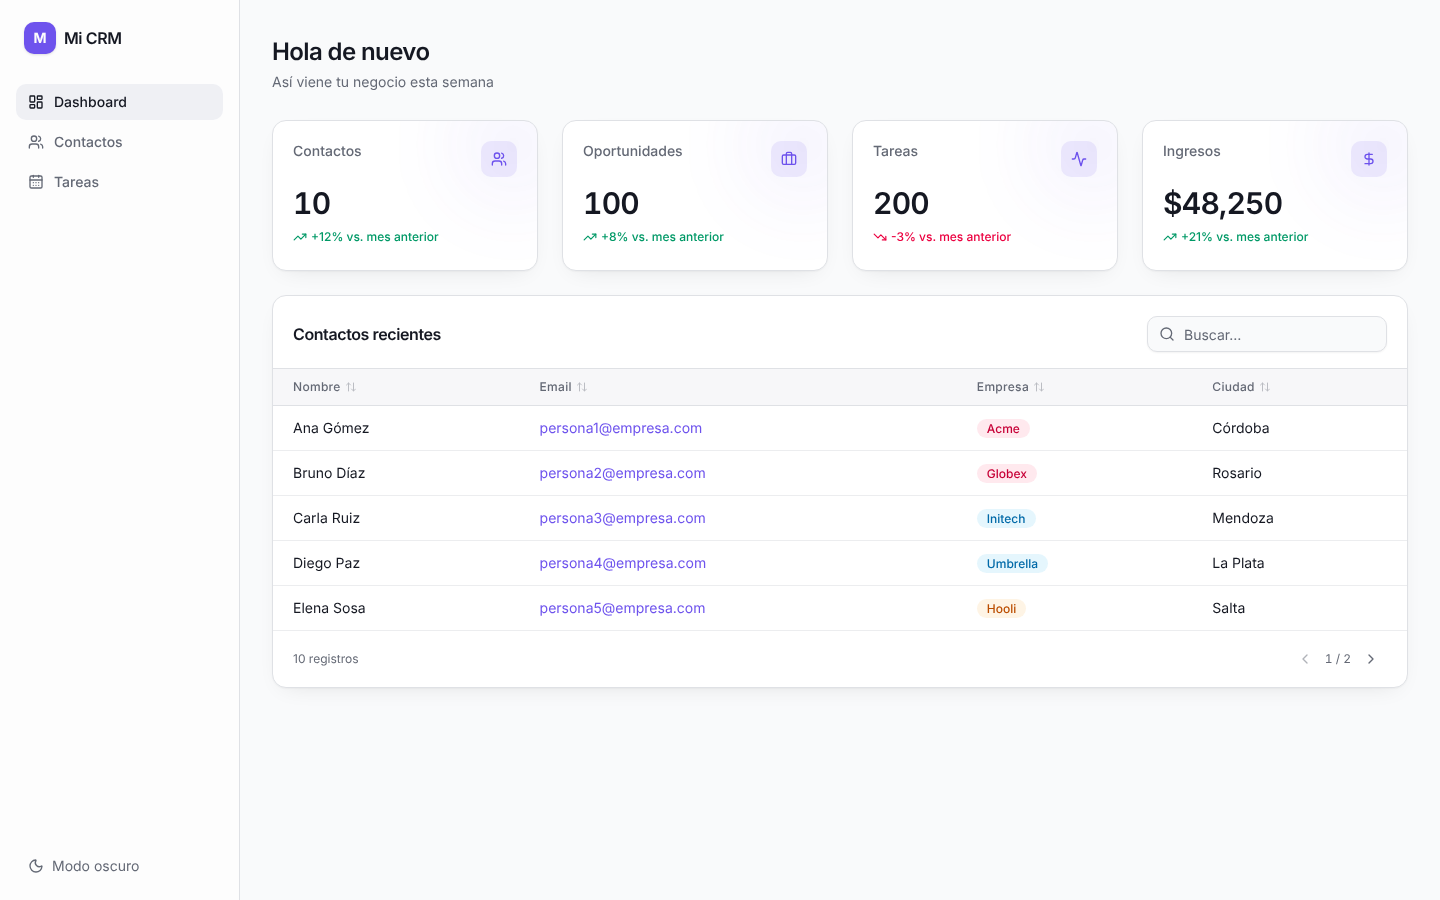 M Mi CRM
Dashboard
Contactos
Tareas
Modo oscuro
Hola de nuevo
Así viene tu negocio esta semana
Contactos
10
+12% vs. mes anterior
Oportunidades
100
+8% vs. mes anterior
Tareas
200
-3% vs. mes anterior
Ingresos
$48,250
+21% vs. mes anterior
Contactos recientes
Buscar...
Nombre Email Empresa Ciudad
Ana Gómez persona1@empresa.com Acme Córdoba
Bruno Díaz persona2@empresa.com Globex Rosario
Carla Ruiz persona3@empresa.com Initech Mendoza
Diego Paz persona4@empresa.com Umbrella La Plata
Elena Sosa persona5@empresa.com Hooli Salta
10 registros 1 / 2